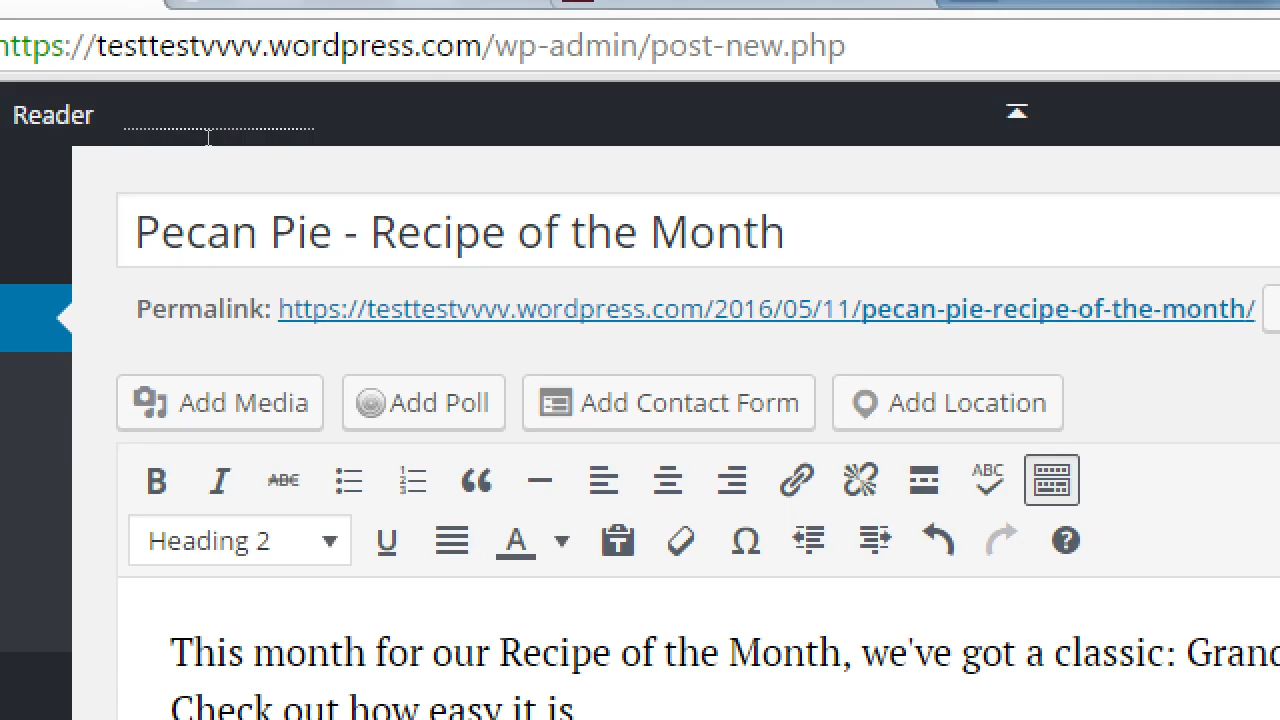 https://testtestvvvv.wordpress.com/wp-admin/post-new.php
Reader
Pecan Pie - Recipe of the Month
Permalink: https://testtestvvvv.wordpress.com/2016/05/11/pecan-pie-recipe-of-the-month/
Add Media Add Poll Add Contact Form Add Location
B I ABC ABC
Heading 2 U A T Ω ?
This month for our Recipe of the Month, we've got a classic: Grand
Check out how easy it is